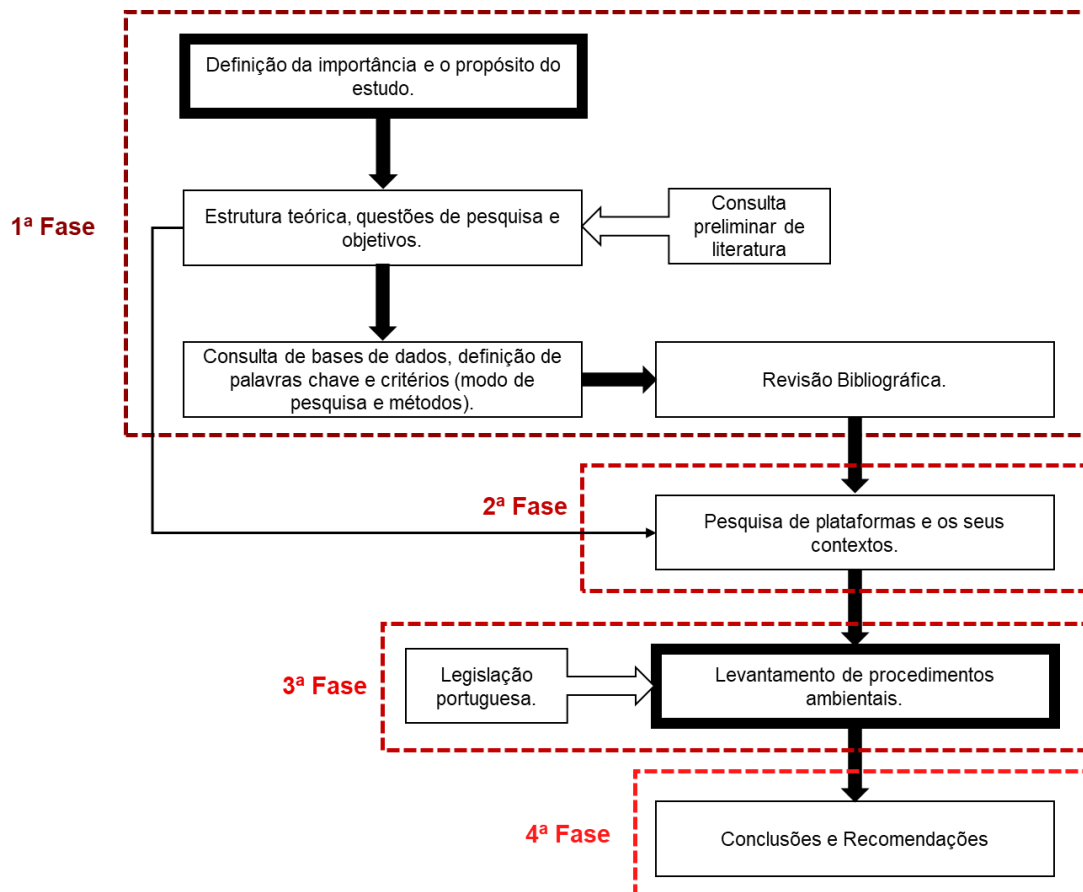 Definição da importância e o propósito do
estudo.
1ª Fase
Estrutura teórica, questões de pesquisa e
objetivos.
Consulta
preliminar de
literatura
Consulta de bases de dados, definição de
palavras chave e critérios (modo de
pesquisa e métodos).
Revisão Bibliográfica.
2ª Fase
Pesquisa de plataformas e os seus
contextos.
3ª Fase
Legislação
portuguesa.
Levantamento de procedimentos
ambientais.
4ª Fase
Conclusões e Recomendações